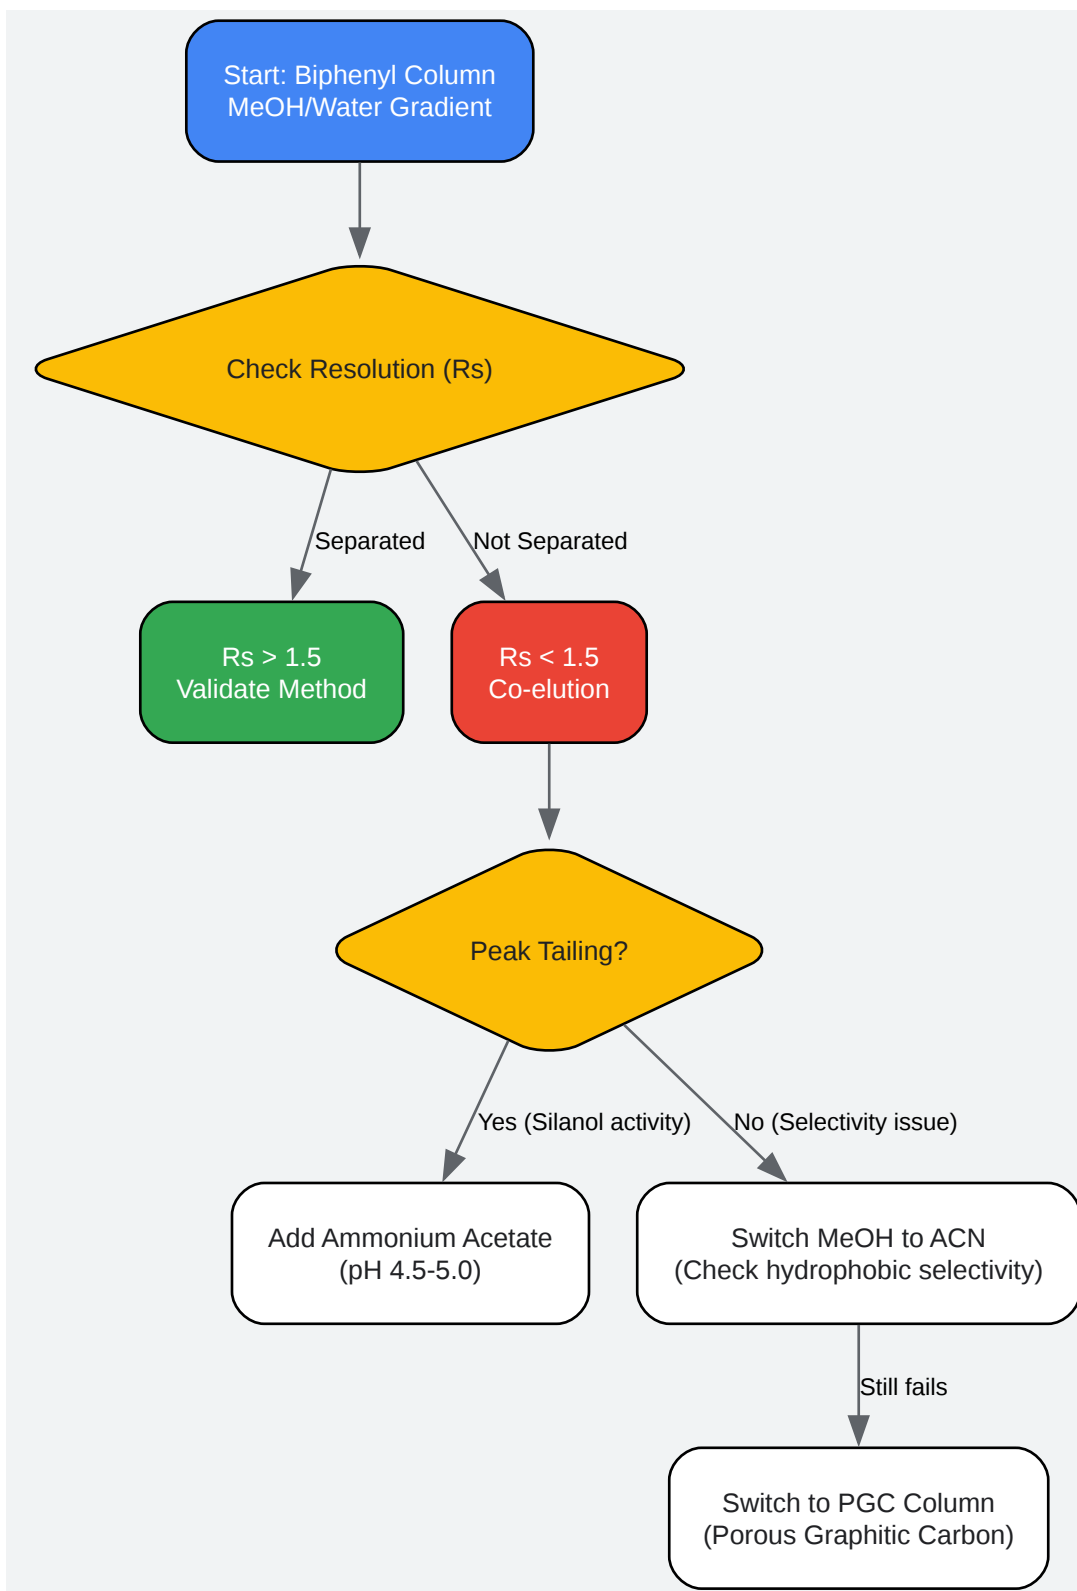 Start: Biphenyl Column
MeOH/Water Gradient
Check Resolution (Rs)
Separated
Not Separated
Rs > 1.5
Validate Method
Rs < 1.5
Co-elution
Peak Tailing?
Yes (Silanol activity)
No (Selectivity issue)
Add Ammonium Acetate
(pH 4.5-5.0)
Switch MeOH to ACN
(Check hydrophobic selectivity)
Still fails
Switch to PGC Column
(Porous Graphitic Carbon)